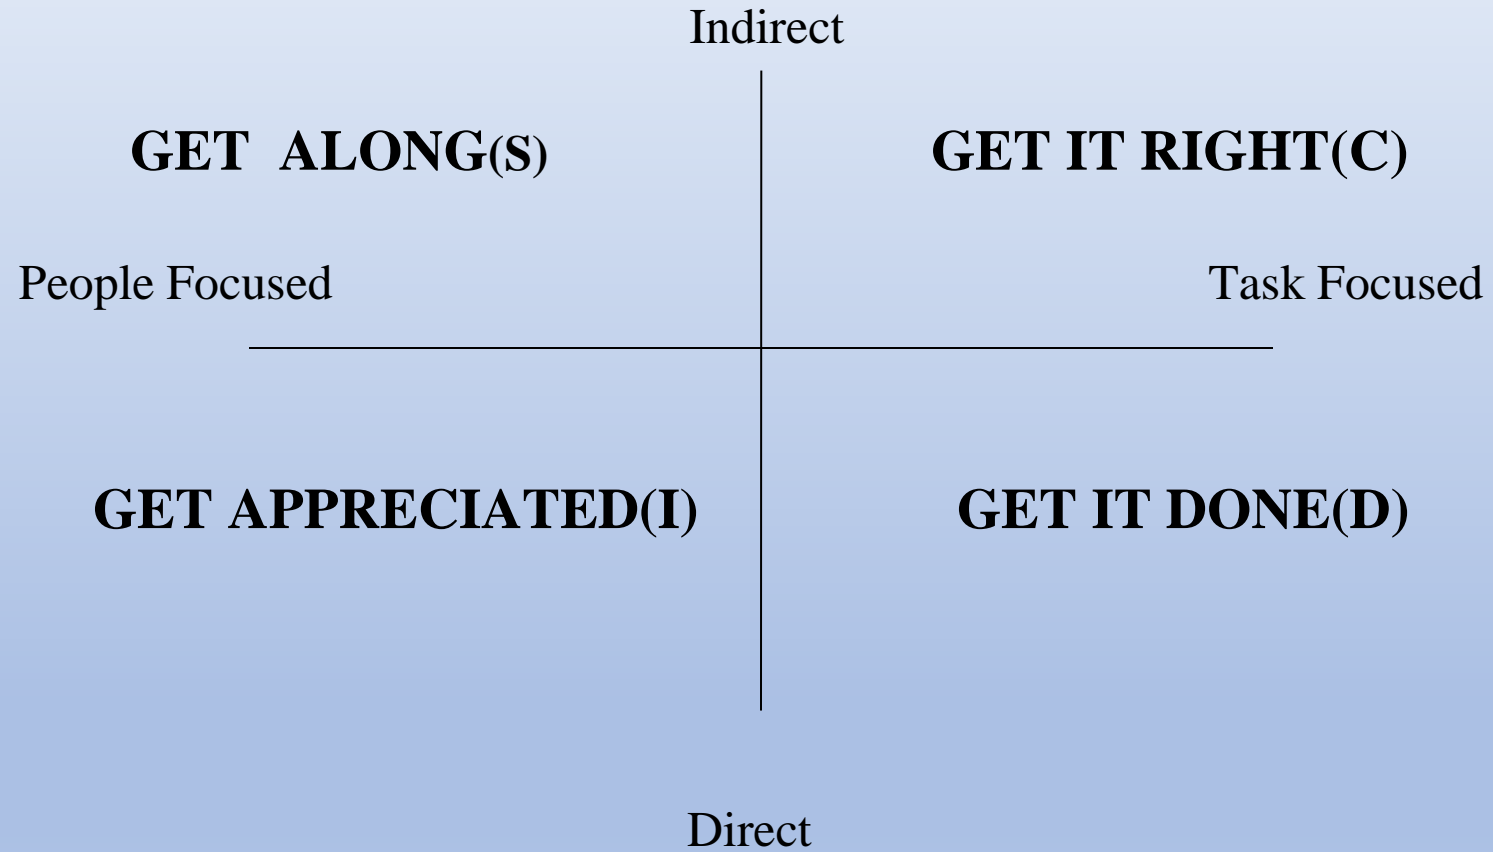 Indirect
GET ALONG(S)
GET IT RIGHT(C)
People Focused
Task Focused
GET APPRECIATED(I)
GET IT DONE(D)
Direct